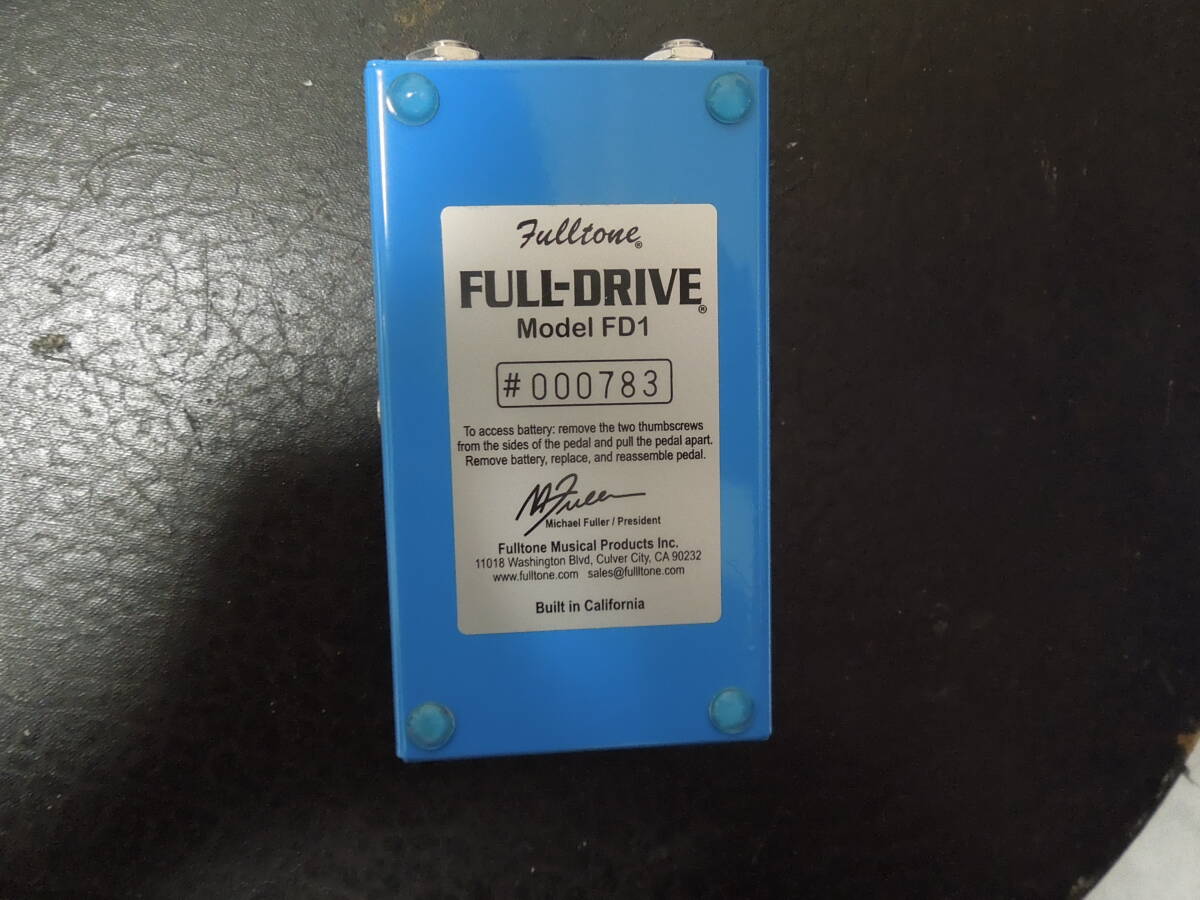 Fulltone®
FULL-DRIVE®
Model FD1
#000783
To access battery: remove the two thumbscrews
from the sides of the pedal and pull the pedal apart.
Remove battery, replace, and reassemble pedal.
M Fuller
Michael Fuller / President
Fulltone Musical Products Inc.
11018 Washington Blvd, Culver City, CA 90232
www.fulltone.com sales@fullltone.com
Built in California